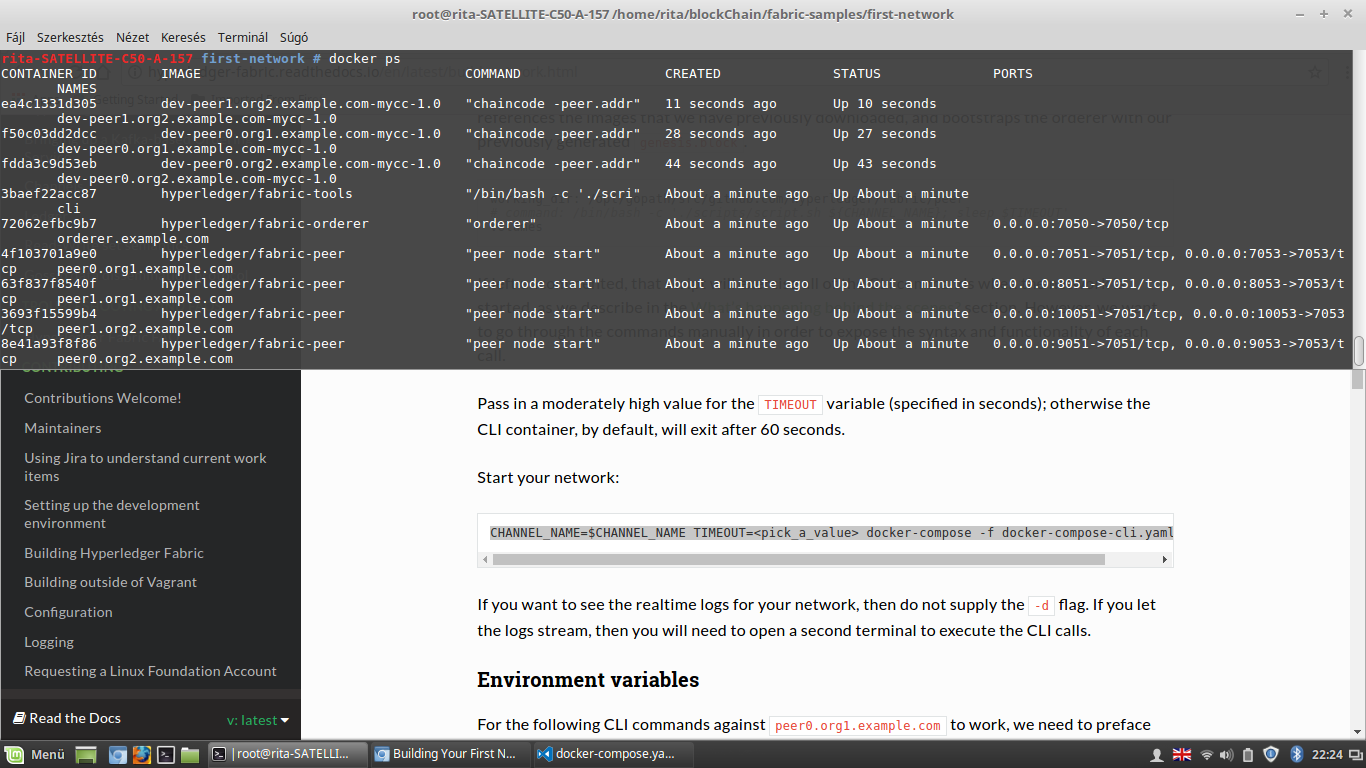 root@rita-SATELLITE-C50-A-157 /home/rita/blockChain/fabric-samples/first-network
Fájl Szerkesztés Nézet Keresés Terminál Súgó
rita-SATELLITE-C50-A-157 first-network # docker ps
CONTAINER ID IMAGE COMMAND CREATED STATUS PORTS
NAMES
ea4c1331d305 dev-peer1.org2.example.com-mycc-1.0 "chaincode -peer.addr" 11 seconds ago Up 10 seconds
dev-peer1.org2.example.com-mycc-1.0
f50c03dd2dcc dev-peer0.org1.example.com-mycc-1.0 "chaincode -peer.addr" 28 seconds ago Up 27 seconds
dev-peer0.org1.example.com-mycc-1.0
fdda3c9d53eb dev-peer0.org2.example.com-mycc-1.0 "chaincode -peer.addr" 44 seconds ago Up 43 seconds
dev-peer0.org2.example.com-mycc-1.0
3baef22acc87 hyperledger/fabric-tools "/bin/bash -c './scri" About a minute ago Up About a minute
cli
72062efbc9b7 hyperledger/fabric-orderer "orderer" About a minute ago Up About a minute 0.0.0.0:7050->7050/tcp
orderer.example.com
4f103701a9e0 hyperledger/fabric-peer "peer node start" About a minute ago Up About a minute 0.0.0.0:7051->7051/tcp, 0.0.0.0:7053->7053/t
cp peer0.org1.example.com
63f837f8540f hyperledger/fabric-peer "peer node start" About a minute ago Up About a minute 0.0.0.0:8051->7051/tcp, 0.0.0.0:8053->7053/t
cp peer1.org1.example.com
3693f15599b4 hyperledger/fabric-peer "peer node start" About a minute ago Up About a minute 0.0.0.0:10051->7051/tcp, 0.0.0.0:10053->7053
/tcp peer1.org2.example.com
8e41a93f8f86 hyperledger/fabric-peer "peer node start" About a minute ago Up About a minute 0.0.0.0:9051->7051/tcp, 0.0.0.0:9053->7053/t
cp peer0.org2.example.com
CONTRIBUTING
Contributions Welcome!
Maintainers
Using Jira to understand current work
items
Setting up the development
environment
Building Hyperledger Fabric
Building outside of Vagrant
Configuration
Logging
Requesting a Linux Foundation Account
Read the Docs v: latest
Pass in a moderately high value for the TIMEOUT variable (specified in seconds); otherwise the
CLI container, by default, will exit after 60 seconds.
Start your network:
CHANNEL_NAME=$CHANNEL_NAME TIMEOUT=<pick_a_value> docker-compose -f docker-compose-cli.yaml
If you want to see the realtime logs for your network, then do not supply the -d flag. If you let
the logs stream, then you will need to open a second terminal to execute the CLI calls.
Environment variables
For the following CLI commands against peer0.org1.example.com to work, we need to preface
Menü
root@rita-SATELLI...
Building Your First N...
docker-compose.ya...
22:24